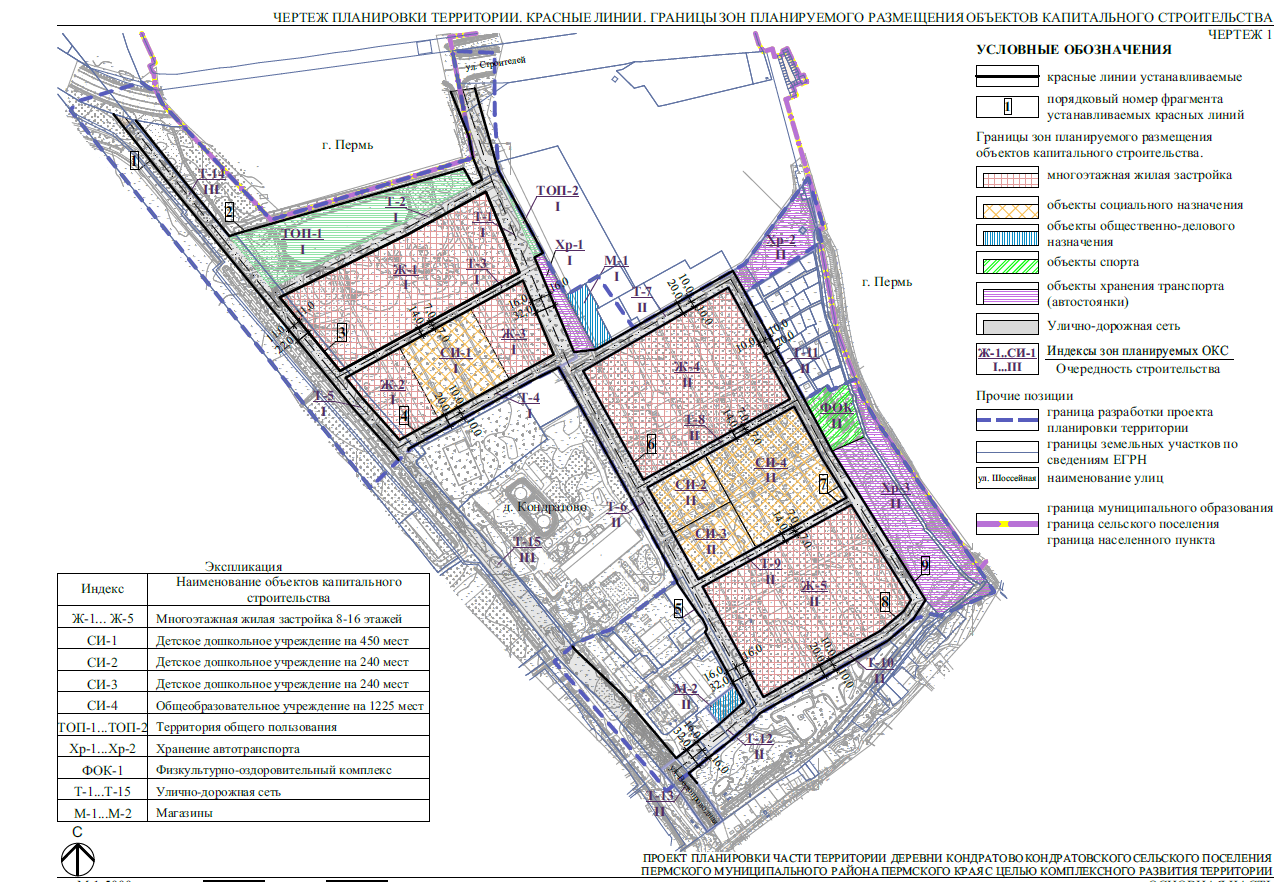 ЧЕРТЕЖ ПЛАНИРОВКИ ТЕРРИТОРИИ. КРАСНЫЕ ЛИНИИ. ГРАНИЦЫ ЗОН ПЛАНИРУЕМОГО РАЗМЕЩЕНИЯ ОБЪЕКТОВ КАПИТАЛЬНОГО СТРОИТЕЛЬСТВА
ЧЕРТЕЖ 1
УСЛОВНЫЕ ОБОЗНАЧЕНИЯ
красные линии устанавливаемые
1 порядковый номер фрагмента
устанавливаемых красных линий
Границы зон планируемого размещения
объектов капитального строительства.
многоэтажная жилая застройка
объекты социального назначения
объекты общественно-делового
назначения
объекты спорта
объекты хранения транспорта
(автостоянки)
Улично-дорожная сеть
Ж-1..СИ-1 Индексы зон планируемых ОКС
I...III Очередность строительства
Прочие позиции
граница разработки проекта
планировки территории
границы земельных участков по
сведениям ЕГРН
ул. Шоссейная наименование улиц
граница муниципального образования
граница сельского поселения
граница населенного пункта
ул. Строителей
г. Пермь
1
Т-14
III
2
Т-2
I
ТОП-2
I
Т-1
I
ТОП-1
I
Хр-1
I
Хр-2
II
Ж-1
I
Т-3
I
М-1
I
г. Пермь
Т-7
II
3
Ж-3
I
СИ-1
I
Т-11
II
Ж-4
II
Ж-2
I
Т-5
I
Т-4
I
4
ФОК
II
Т-8
II
6
СИ-4
II
СИ-2
II
7
Хр-3
II
д. Кондратово
Т-6
II
СИ-3
II
Т-15
III
Т-9
II
9
Ж-5
II
8
5
Т-10
II
М-2
II
Т-12
II
Т-13
II
Экспликация
Индекс Наименование объектов капитального
строительства
Ж-1... Ж-5 Многоэтажная жилая застройка 8-16 этажей
СИ-1 Детское дошкольное учреждение на 450 мест
СИ-2 Детское дошкольное учреждение на 240 мест
СИ-3 Детское дошкольное учреждение на 240 мест
СИ-4 Общеобразовательное учреждение на 1225 мест
ТОП-1...ТОП-2 Территория общего пользования
Хр-1...Хр-2 Хранение автотранспорта
ФОК-1 Физкультурно-оздоровительный комплекс
Т-1...Т-15 Улично-дорожная сеть
М-1...М-2 Магазины
С
ПРОЕКТ ПЛАНИРОВКИ ЧАСТИ ТЕРРИТОРИИ ДЕРЕВНИ КОНДРАТОВО КОНДРАТОВСКОГО СЕЛЬСКОГО ПОСЕЛЕНИЯ
ПЕРМСКОГО МУНИЦИПАЛЬНОГО РАЙОНА ПЕРМСКОГО КРАЯ С ЦЕЛЬЮ КОМПЛЕКСНОГО РАЗВИТИЯ ТЕРРИТОРИИ